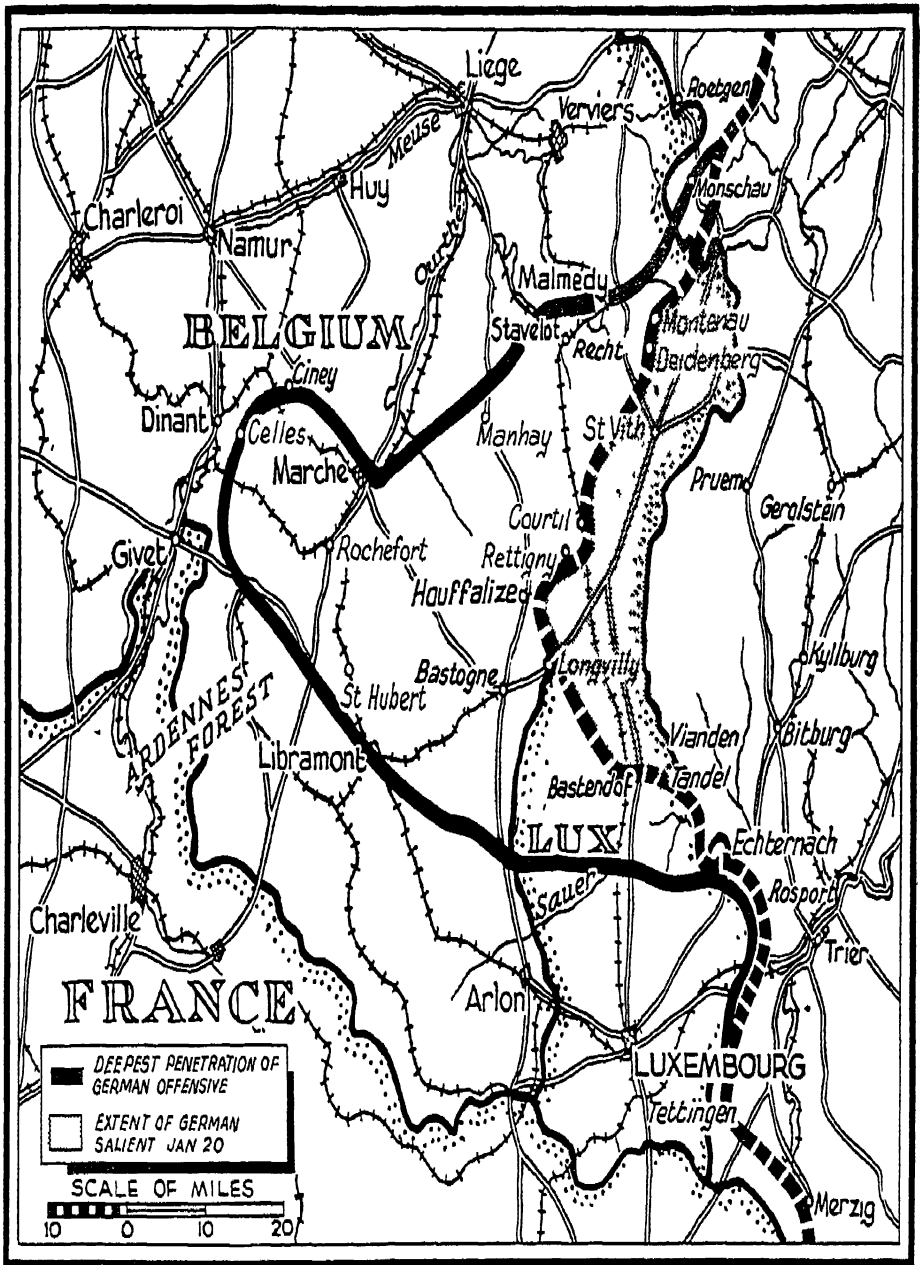 Liege
Roetgen
Verviers
Meuse
Monschau
Huy
Charleroi
Namur
Ourthe
Malmedy
BELGIUM
Stavelot
Recht
Montenau
Deidenberg
Ciney
Dinant
Celles
Manhay
St Vith
Marche
Pruem
Gerolstein
Courtil
Givet
Rochefort
Rettigny
Houffalize
Bastogne
Longvilly
Kyllburg
St Hubert
ARDENNES
FOREST
Vianden
Bitburg
Libramont
Bastendof
Tandel
LUX
Echternach
Sauer
Rosport
Charleville
Trier
Arlon
FRANCE
LUXEMBOURG
Tettingen
Merzig
DEEPEST PENETRATION OF
GERMAN OFFENSIVE
EXTENT OF GERMAN
SALIENT JAN 20
SCALE OF MILES
10 0 10 20